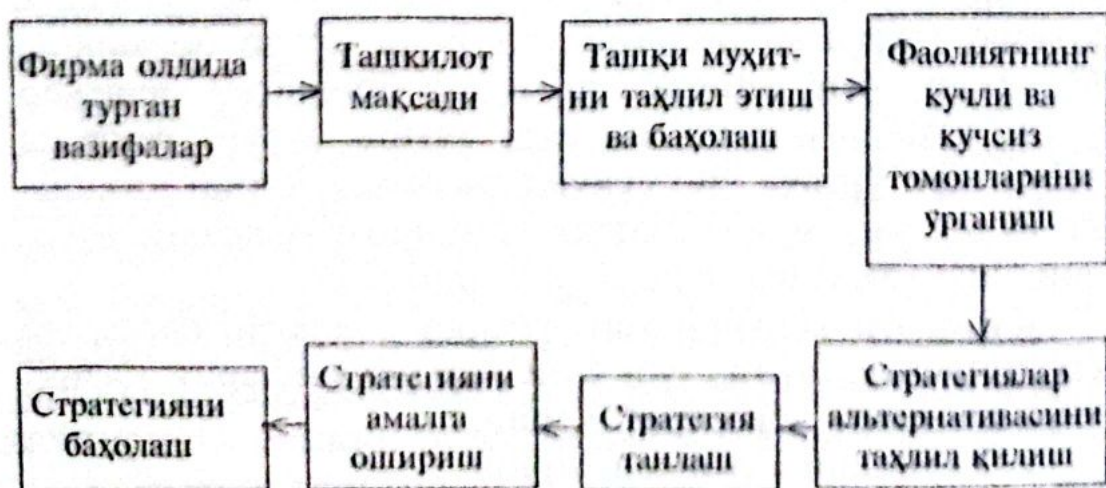 Фирма олдида
турган
вазифалар
Ташкилот
мақсади
Ташқи муҳит-
ни таҳлил этиш
ва баҳолаш
Фаолиятнинг
кучли ва
кучсиз
томонларини
ўрганиш
Стратегиялар
альтернативасини
таҳлил қилиш
Стратегия
танлаш
Стратегияни
амалга
ошириш
Стратегияни
баҳолаш